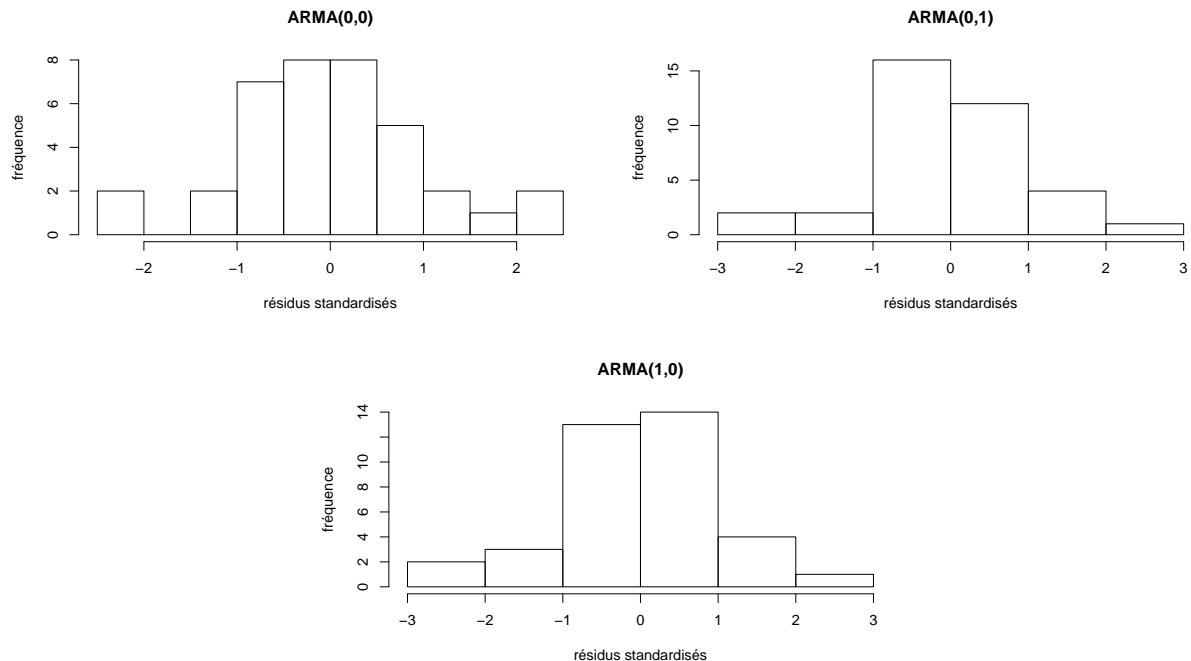 ARMA(0,0)
fréquence
8
6
4
2
0
−2 −1 0 1 2
résidus standardisés
ARMA(0,1)
fréquence
15
10
5
0
−3 −2 −1 0 1 2 3
résidus standardisés
ARMA(1,0)
fréquence
14
10
8
6
4
2
0
−3 −2 −1 0 1 2 3
résidus standardisés